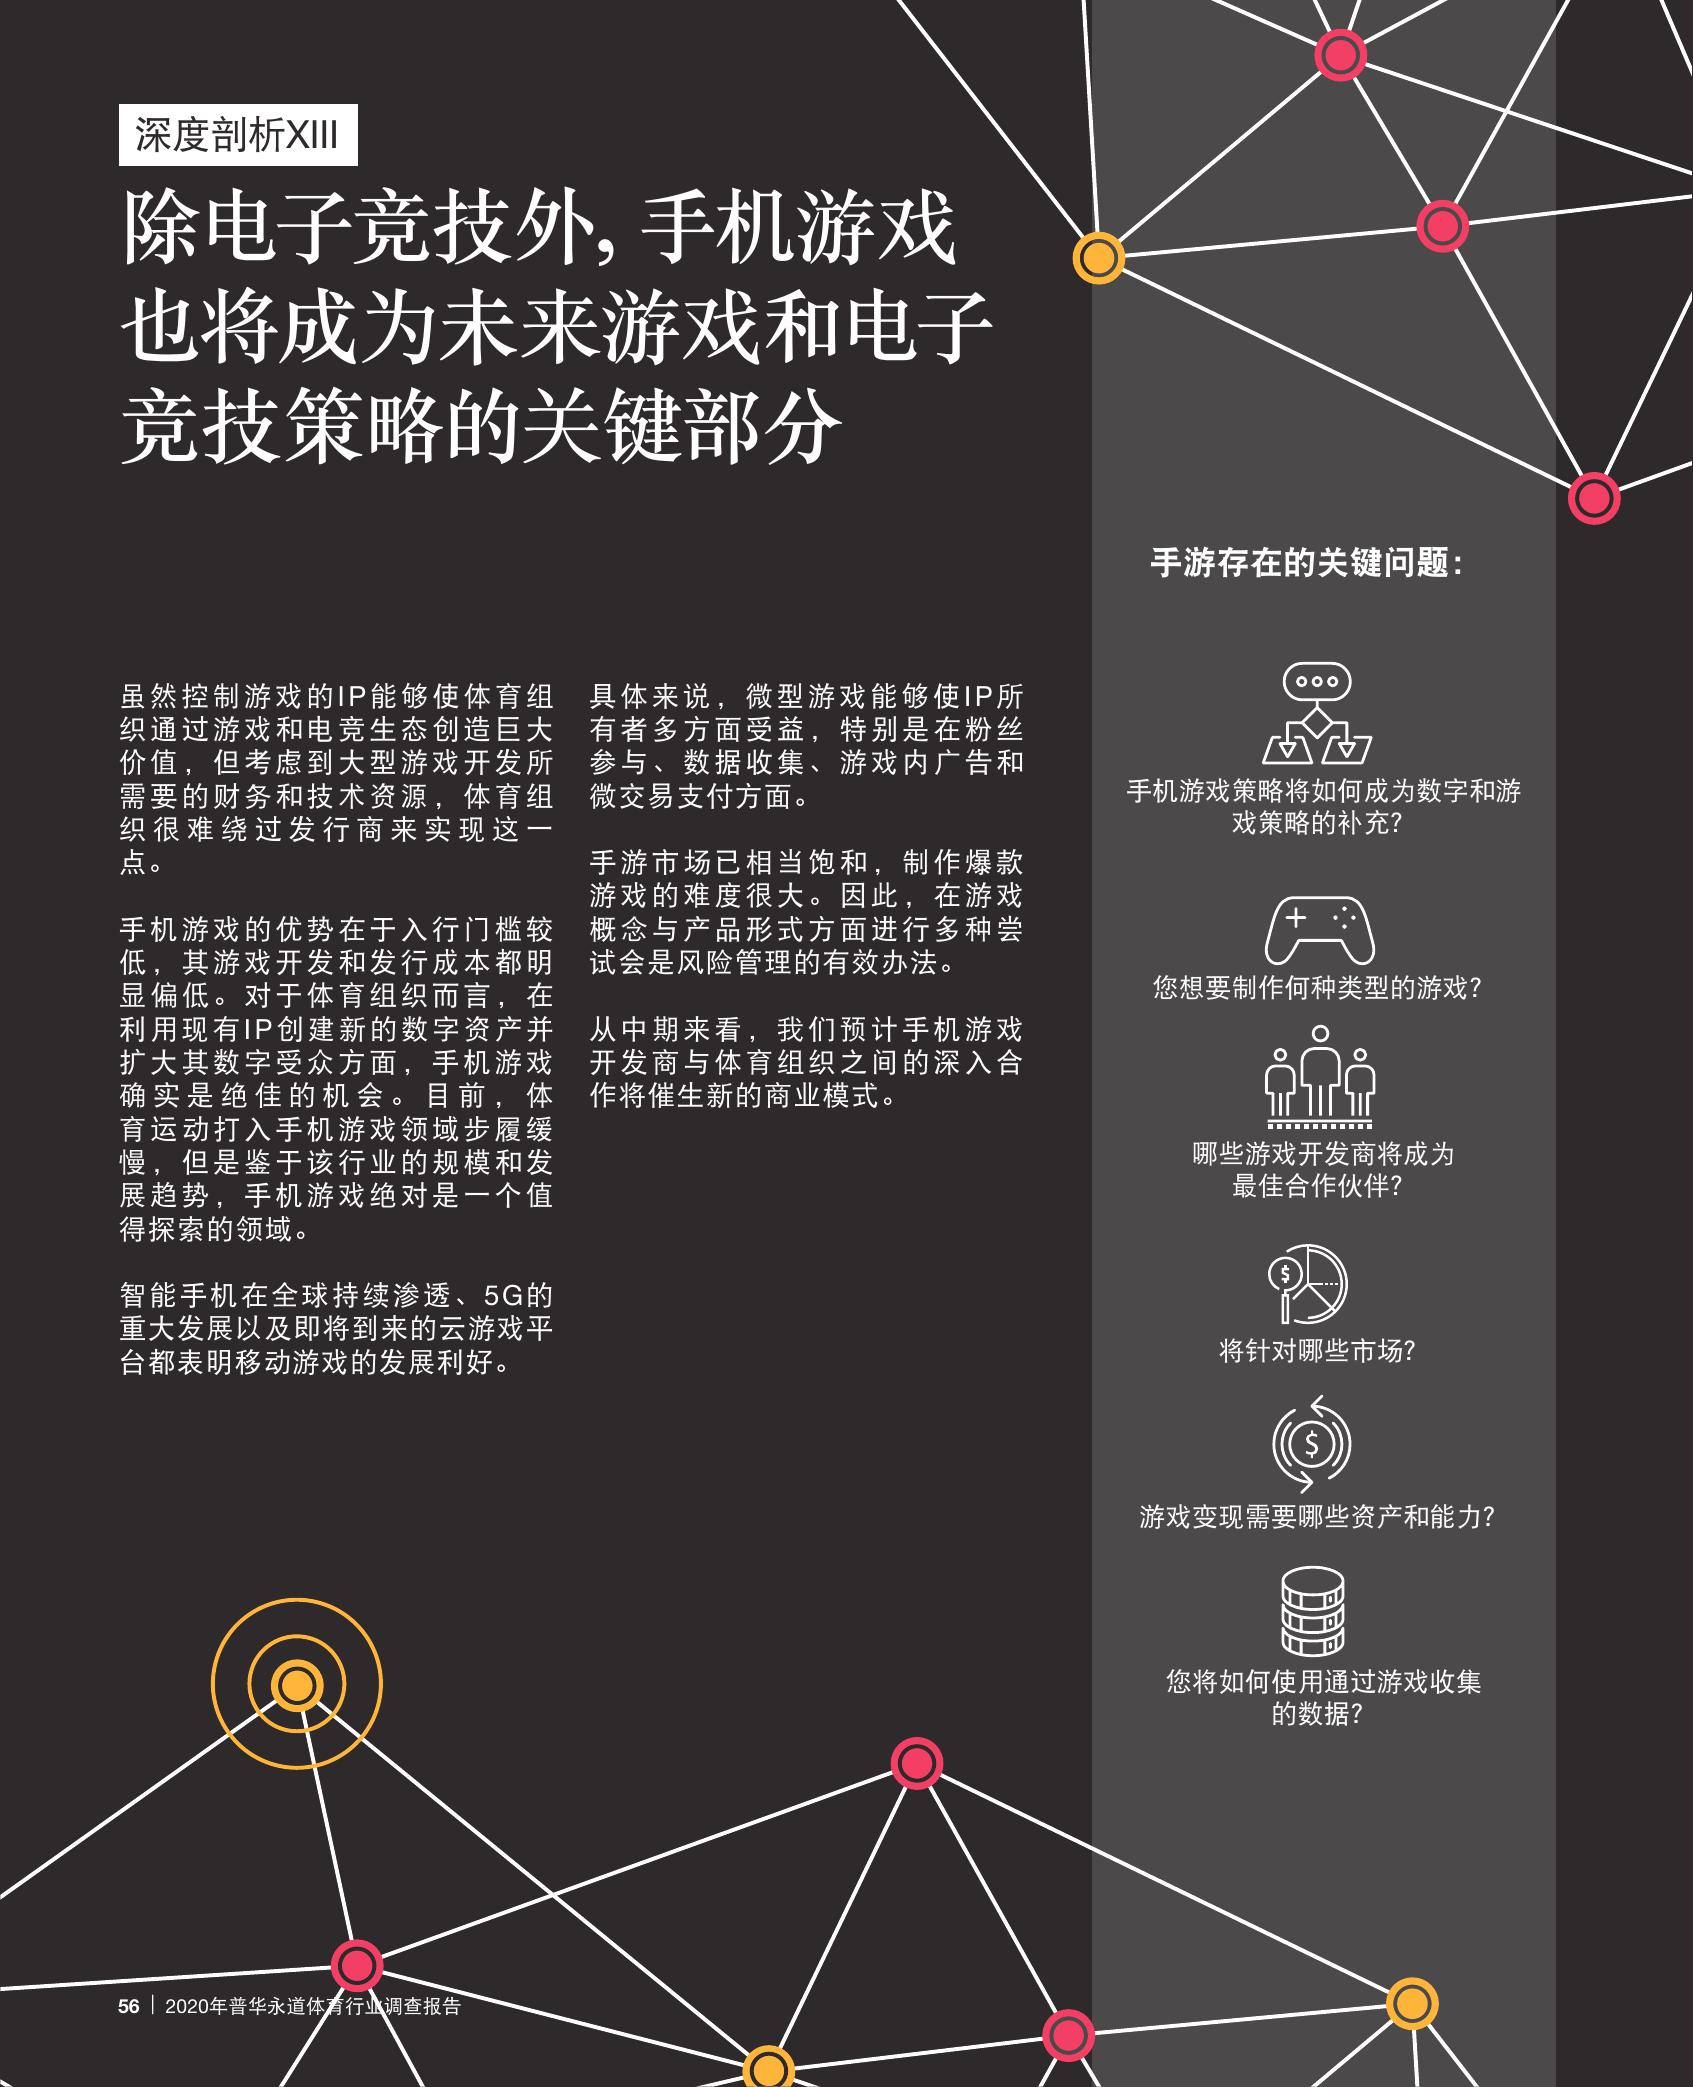 深度剖析XIII
除电子竞技外，手机游戏
也将成为未来游戏和电子
竞技策略的关键部分
虽然控制游戏的IP能够使体育组
织通过游戏和电竞生态创造巨大
价值，但考虑到大型游戏开发所
需要的财务和技术资源，体育组
织很难绕过发行商来实现这一
点。
手机游戏的优势在于入行门槛较
低，其游戏开发和发行成本都明
显偏低。对于体育组织而言，在
利用现有IP创建新的数字资产并
扩大其数字受众方面，手机游戏
确实是绝佳的机会。目前，体
育运动打入手机游戏领域步履缓
慢，但是鉴于该行业的规模和发
展趋势，手机游戏绝对是一个值
得探索的领域。
智能手机在全球持续渗透、5G的
重大发展以及即将到来的云游戏平
台都表明移动游戏的发展利好。
具体来说，微型游戏能够使IP所
有者多方面受益，特别是在粉丝
参与、数据收集、游戏内广告和
微交易支付方面。
手游市场已相当饱和，制作爆款
游戏的难度很大。因此，在游戏
概念与产品形式方面进行多种尝
试会是风险管理的有效办法。
从中期来看，我们预计手机游戏
开发商与体育组织之间的深入合
作将催生新的商业模式。
手游存在的关键问题：
手机游戏策略将如何成为数字和游
戏策略的补充？
您想要制作何种类型的游戏？
哪些游戏开发商将成为
最佳合作伙伴？
将针对哪些市场？
游戏变现需要哪些资产和能力？
您将如何使用通过游戏收集
的数据？
56 | 2020年普华永道体育行业调查报告